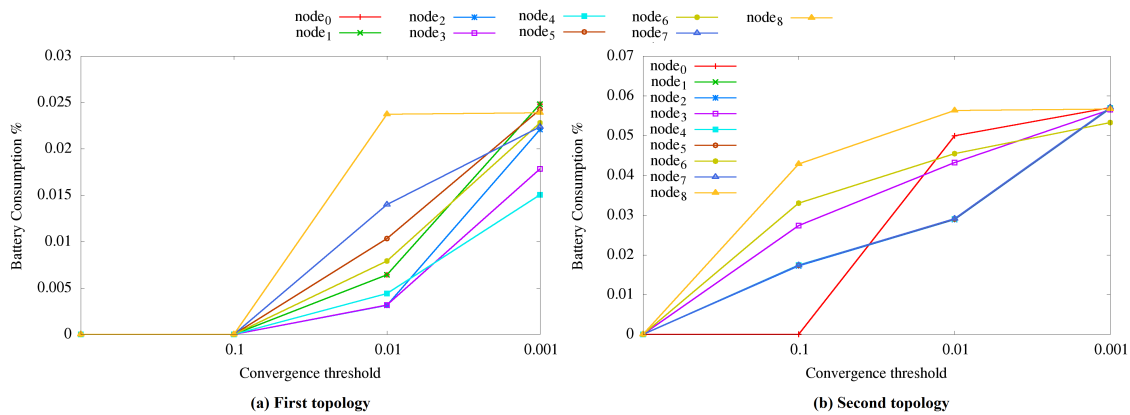 node0 node2 node4 node6 node8
node1 node3 node5 node7
0.03
0.025
0.02
0.015
0.01
0.005
0
Battery Consumption %
0.1 0.01 0.001
Convergence threshold
(a) First topology
0.07
0.06
0.05
0.04
0.03
0.02
0.01
0
Battery Consumption %
node0
node1
node2
node3
node4
node5
node6
node7
node8
0.1 0.01 0.001
Convergence threshold
(b) Second topology